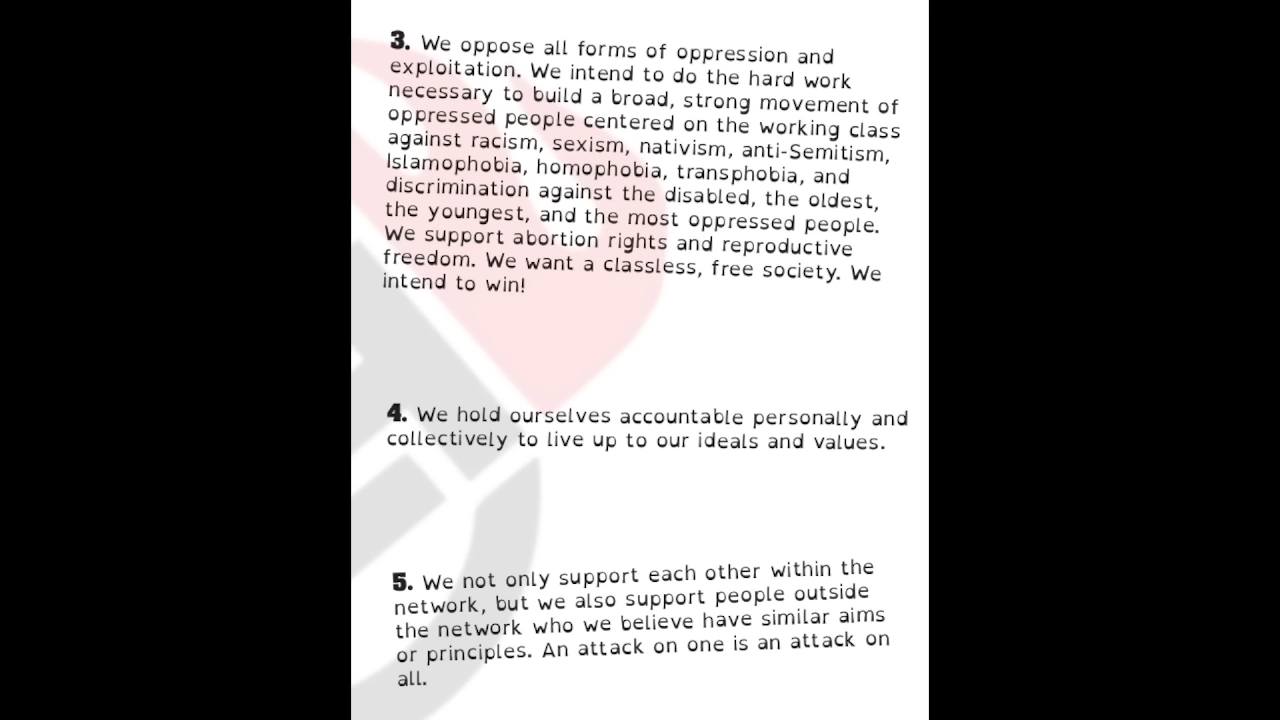 3. We oppose all forms of oppression and
exploitation. We intend to do the hard work
necessary to build a broad, strong movement of
oppressed people centered on the working class
against racism, sexism, nativism, anti-Semitism,
Islamophobia, homophobia, transphobia, and
discrimination against the disabled, the oldest,
the youngest, and the most oppressed people.
We support abortion rights and reproductive
freedom. We want a classless, free society. We
intend to win!
4. We hold ourselves accountable personally and
collectively to live up to our ideals and values.
5. We not only support each other within the
network, but we also support people outside
the network who we believe have similar aims
or principles. An attack on one is an attack on
all.